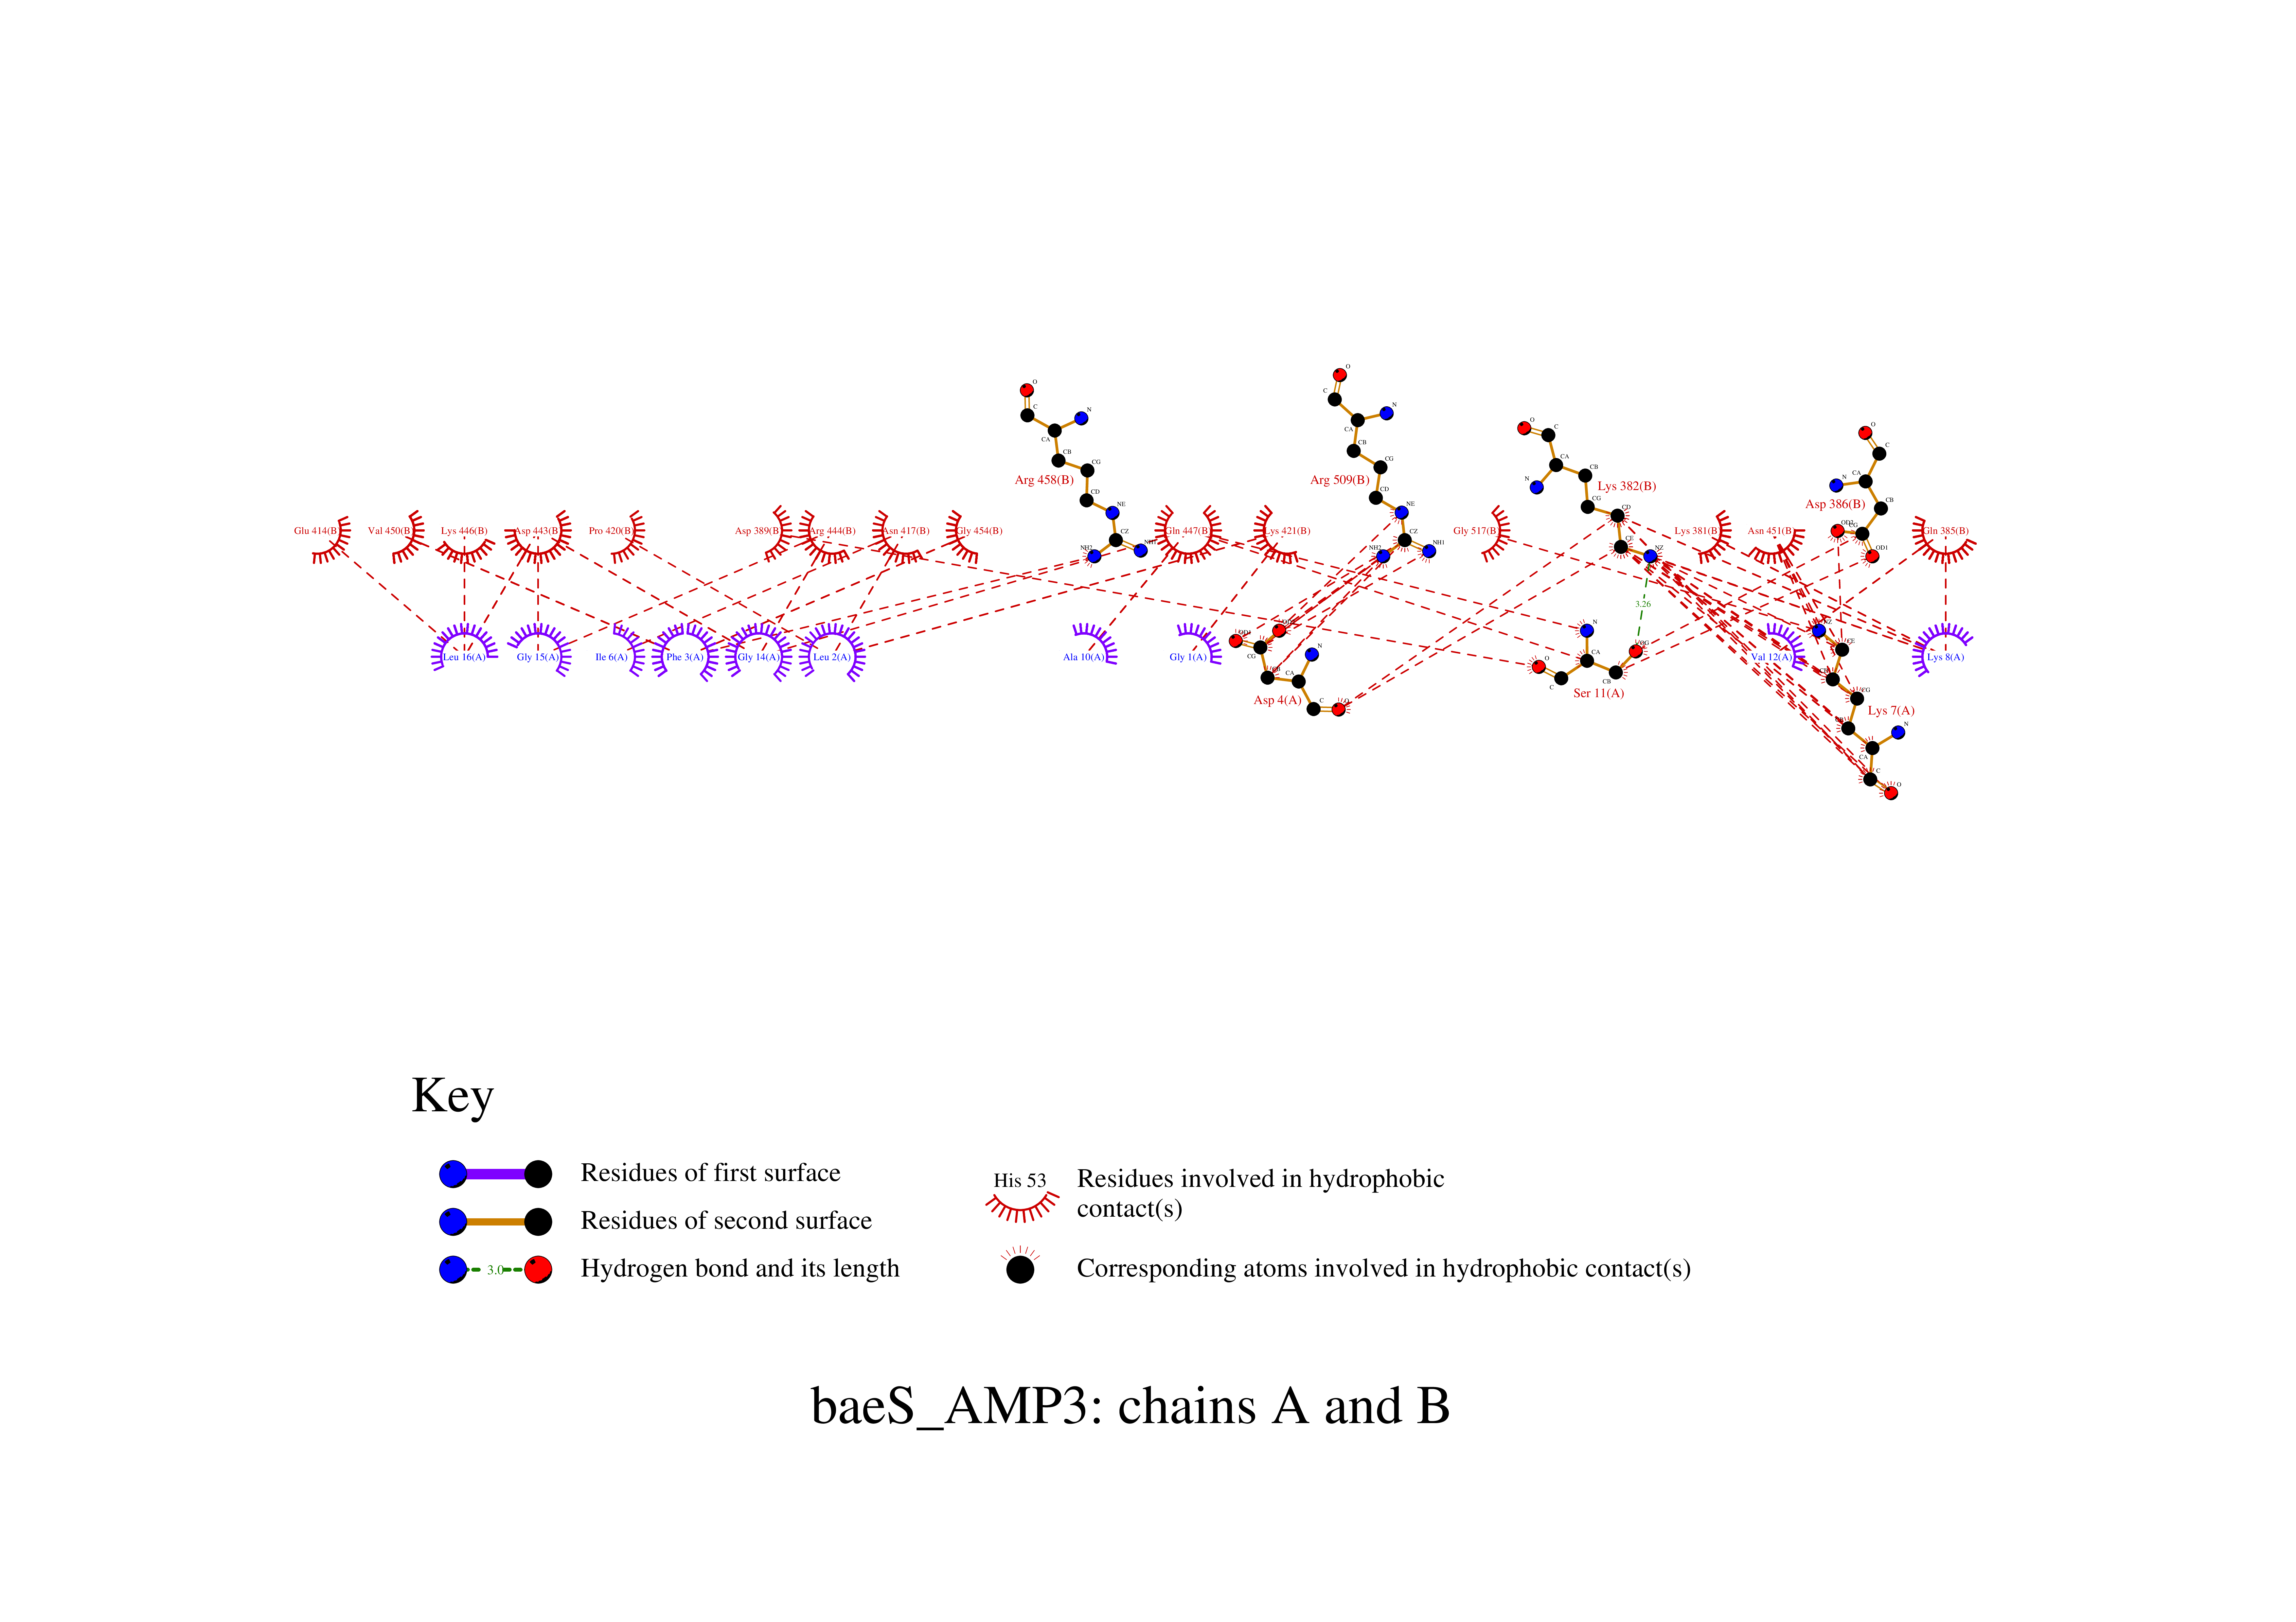 Arg 458(B)
Arg 509(B)
Lys 382(B)
Asp 386(B)
Glu 414(B)
Val 450(B)
Lys 446(B)
Asp 443(B)
Pro 420(B)
Asp 389(B)
Arg 444(B)
Asn 417(B)
Gly 454(B)
Gln 447(B)
Lys 421(B)
Gly 517(B)
Lys 381(B)
Asn 451(B)
Gln 385(B)
3.26
Leu 16(A)
Gly 15(A)
Ile 6(A)
Phe 3(A)
Gly 14(A)
Leu 2(A)
Ala 10(A)
Gly 1(A)
Val 12(A)
Lys 8(A)
Asp 4(A)
Ser 11(A)
Lys 7(A)
Key
Residues of first surface
Residues of second surface
3.0
Hydrogen bond and its length
His 53
Residues involved in hydrophobic
contact(s)
Corresponding atoms involved in hydrophobic contact(s)
baeS_AMP3: chains A and B